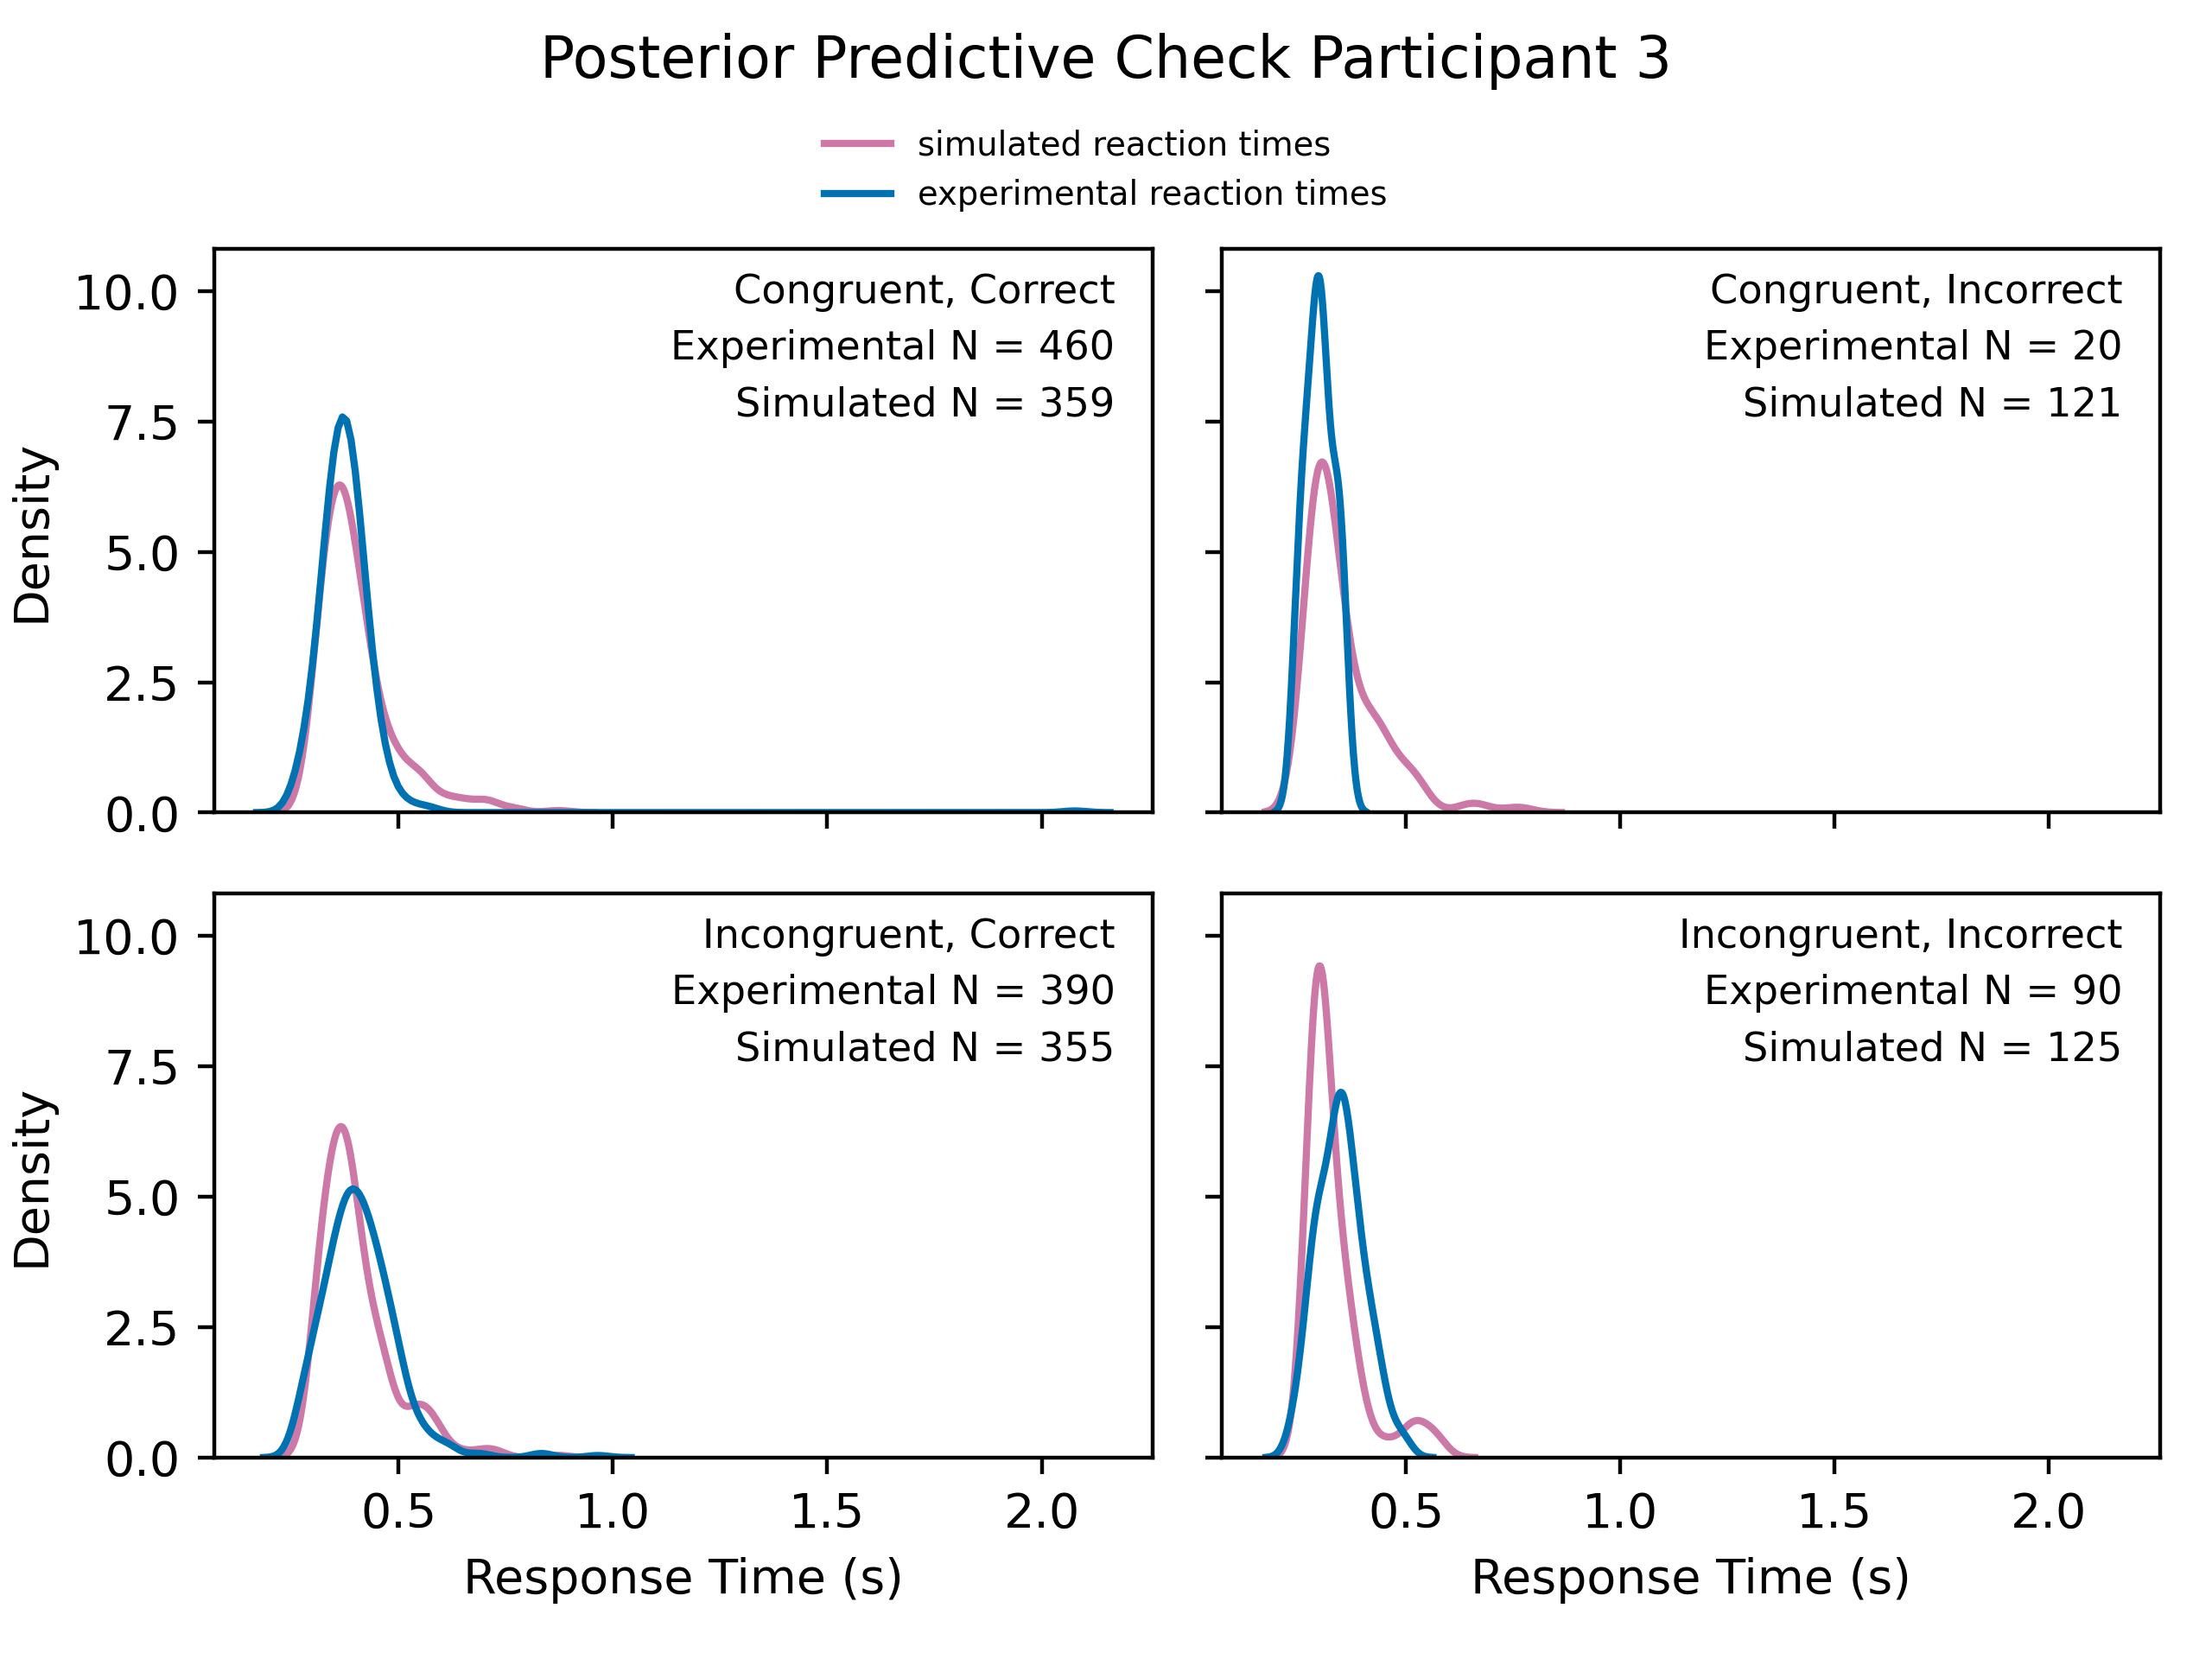 Posterior Predictive Check Participant 3
simulated reaction times
experimental reaction times
Density
10.0
7.5
5.0
2.5
0.0
Congruent, Correct
Experimental N = 460
Simulated N = 359
Congruent, Incorrect
Experimental N = 20
Simulated N = 121
Density
10.0
7.5
5.0
2.5
0.0
Incongruent, Correct
Experimental N = 390
Simulated N = 355
0.5 1.0 1.5 2.0
Response Time (s)
Incongruent, Incorrect
Experimental N = 90
Simulated N = 125
0.5 1.0 1.5 2.0
Response Time (s)